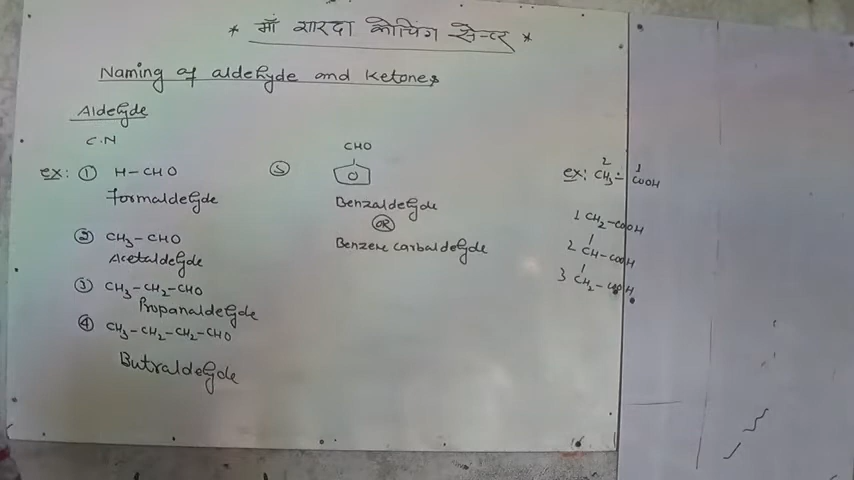 * माँ शारदा कोचिंग सेन्टर *
Naming of aldehyde and Ketones
Aldehyde
C.N
ex: ① H-CHO
Formaldehyde
② CH₃-CHO
Acetaldehyde
③ CH₃-CH₂-CHO
Propanaldehyde
④ CH₃-CH₂-CH₂-CHO
Butraldehyde
⑤ CHO
Benzaldehyde
OR
Benzene carbaldehyde
2 1
ex: CH₃ - COOH
1 CH₂-COOH
2 CH-COOH
3 CH₂-COOH